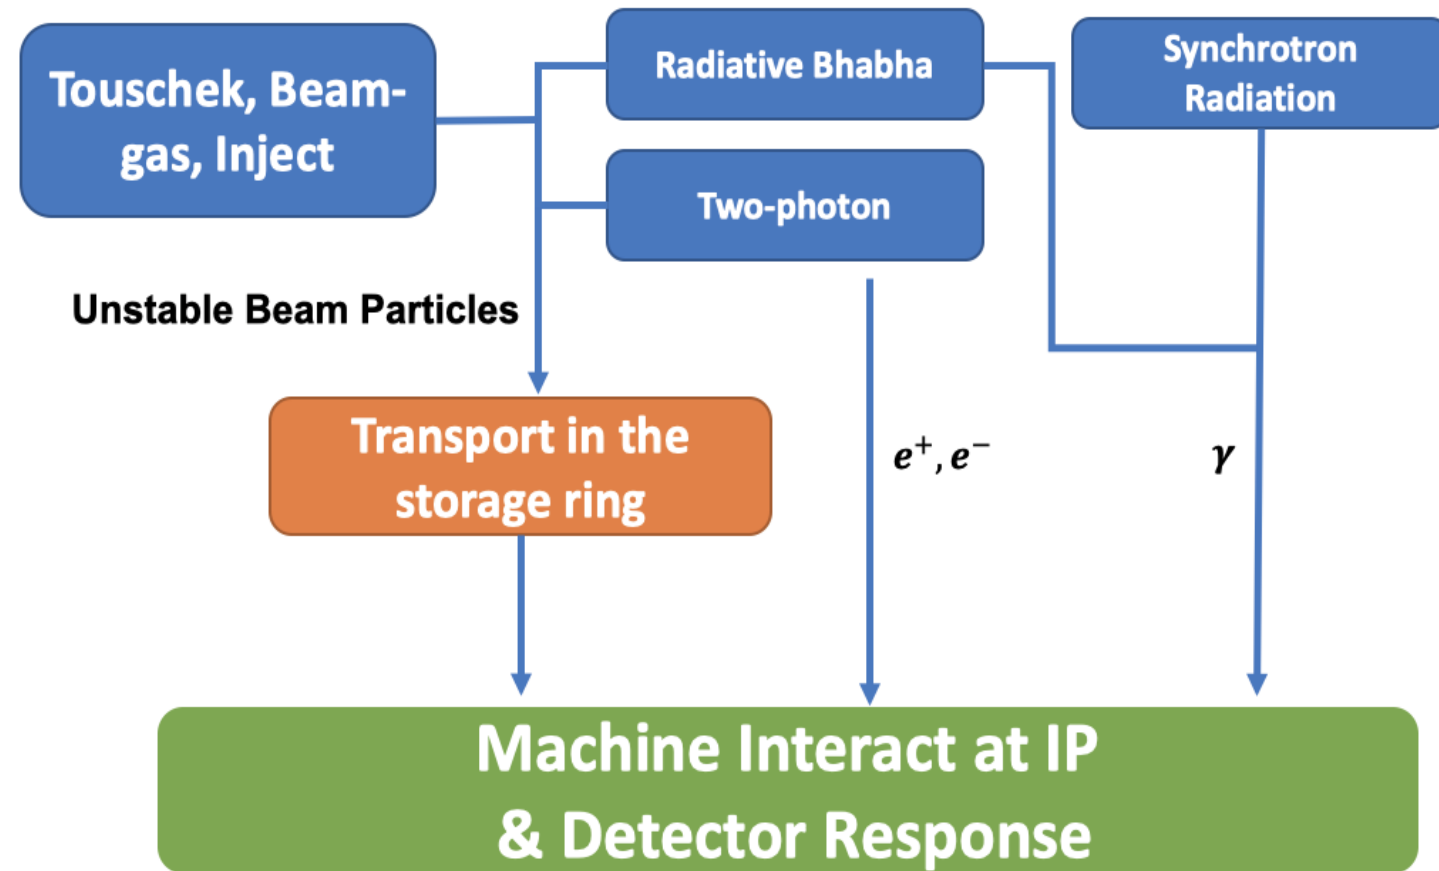 Touschek, Beam-
gas, Inject
Radiative Bhabha
Synchrotron
Radiation
Two-photon
Unstable Beam Particles
Transport in the
storage ring
e⁺, e⁻
γ
Machine Interact at IP
& Detector Response